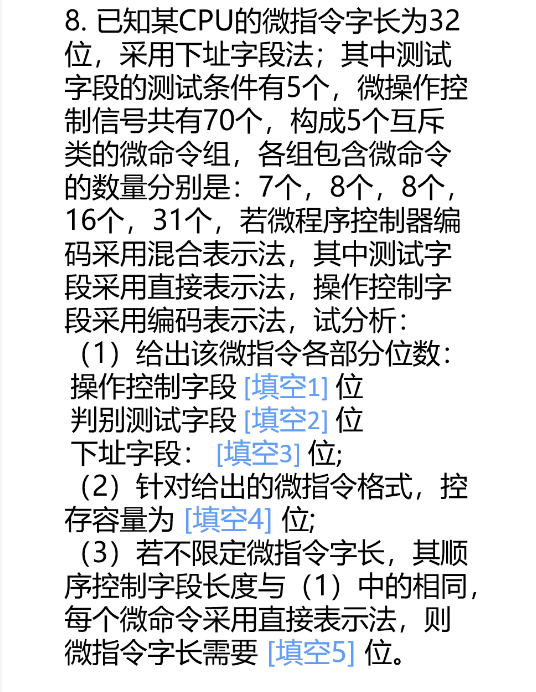 8. 已知某CPU的微指令字长为32
位，采用下址字段法；其中测试
字段的测试条件有5个，微操作控
制信号共有70个，构成5个互斥
类的微命令组，各组包含微命令
的数量分别是：7个，8个，8个，
16个，31个，若微程序控制器编
码采用混合表示法，其中测试字
段采用直接表示法，操作控制字
段采用编码表示法，试分析：
（1）给出该微指令各部分位数：
操作控制字段 [填空1] 位
判别测试字段 [填空2] 位
下址字段： [填空3] 位;
（2）针对给出的微指令格式，控
存容量为 [填空4] 位;
（3）若不限定微指令字长，其顺
序控制字段长度与（1）中的相同，
每个微命令采用直接表示法，则
微指令字长需要 [填空5] 位。